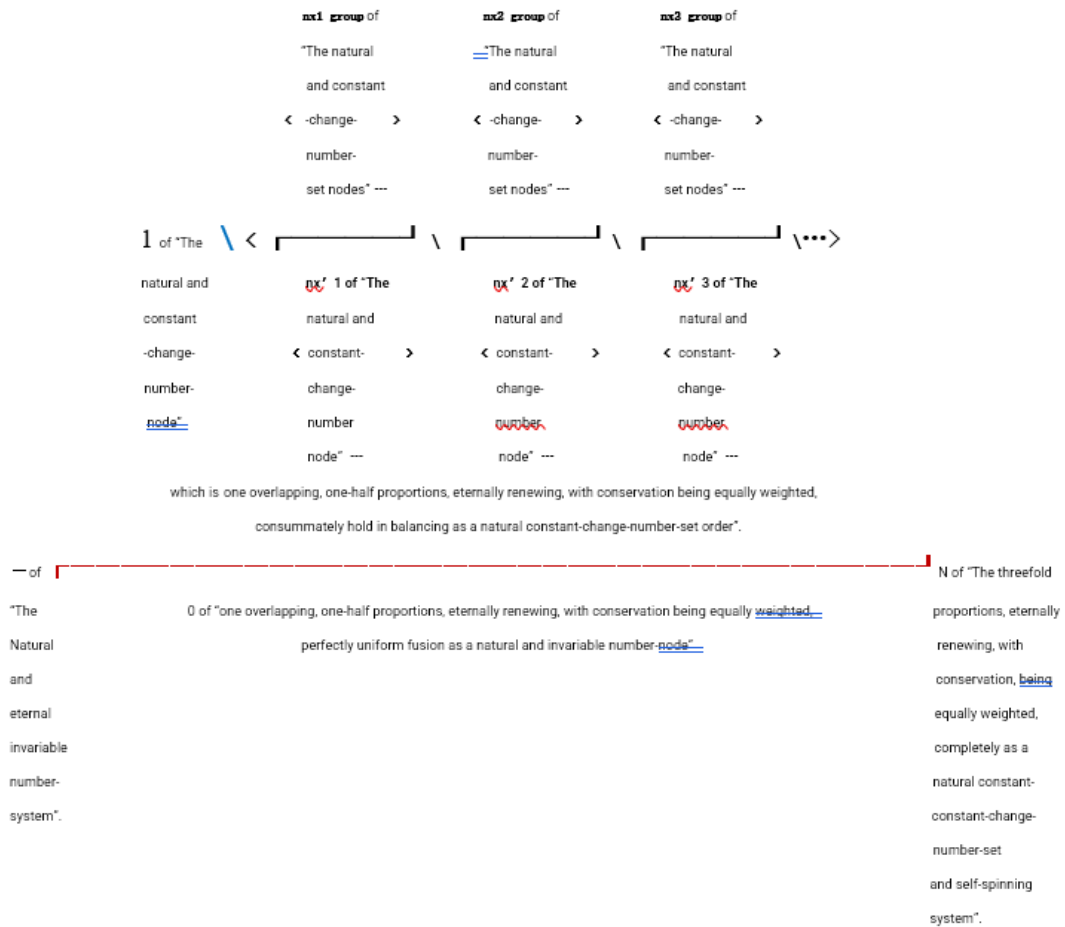 nx1 group of
"The natural
and constant
< -change- >
number-
set nodes" ---
nx2 group of
"The natural
and constant
< -change- >
number-
set nodes" ---
nx3 group of
"The natural
and constant
< -change- >
number-
set nodes" ---
1 of "The
natural and
constant
-change-
number-
node"
\ <
\
\
\•••>
nx′ 1 of "The
natural and
< constant- >
change-
number
node" ---
nx′ 2 of "The
natural and
< constant- >
change-
number
node" ---
nx′ 3 of "The
natural and
< constant- >
change-
number
node" ---
which is one overlapping, one-half proportions, eternally renewing, with conservation being equally weighted,
consummately hold in balancing as a natural constant-change-number-set order".
— of
"The
Natural
and
eternal
invariable
number-
system".
0 of "one overlapping, one-half proportions, eternally renewing, with conservation being equally weighted,
perfectly uniform fusion as a natural and invariable number-node"
N of "The threefold
proportions, eternally
renewing, with
conservation, being
equally weighted,
completely as a
natural constant-
constant-change-
number-set
and self-spinning
system".